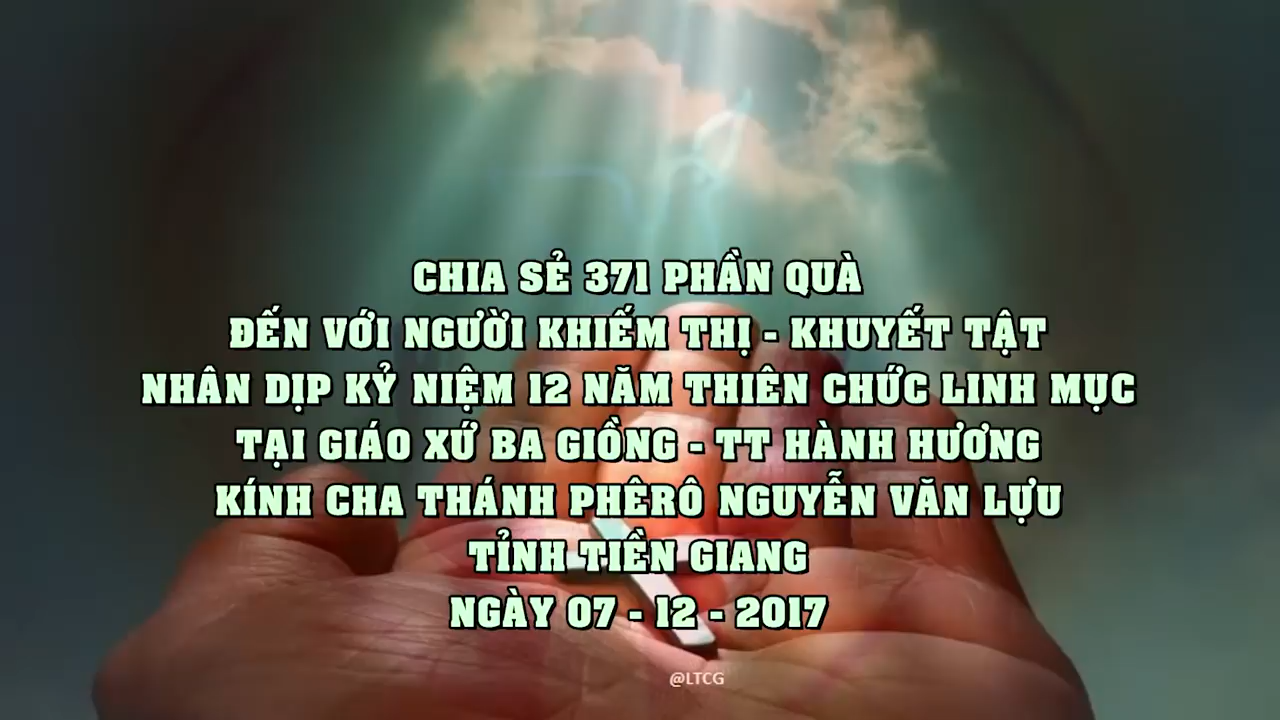 CHIA SẺ 371 PHẦN QUÀ
ĐẾN VỚI NGƯỜI KHIẾM THỊ - KHUYẾT TẬT
NHÂN DỊP KỶ NIỆM 12 NĂM THIÊN CHỨC LINH MỤC
TẠI GIÁO XỨ BA GIỒNG - TT HÀNH HƯƠNG
KÍNH CHA THÁNH PHÊRÔ NGUYỄN VĂN LỰU
TỈNH TIỀN GIANG
NGÀY 07 - 12 - 2017
@LTCG